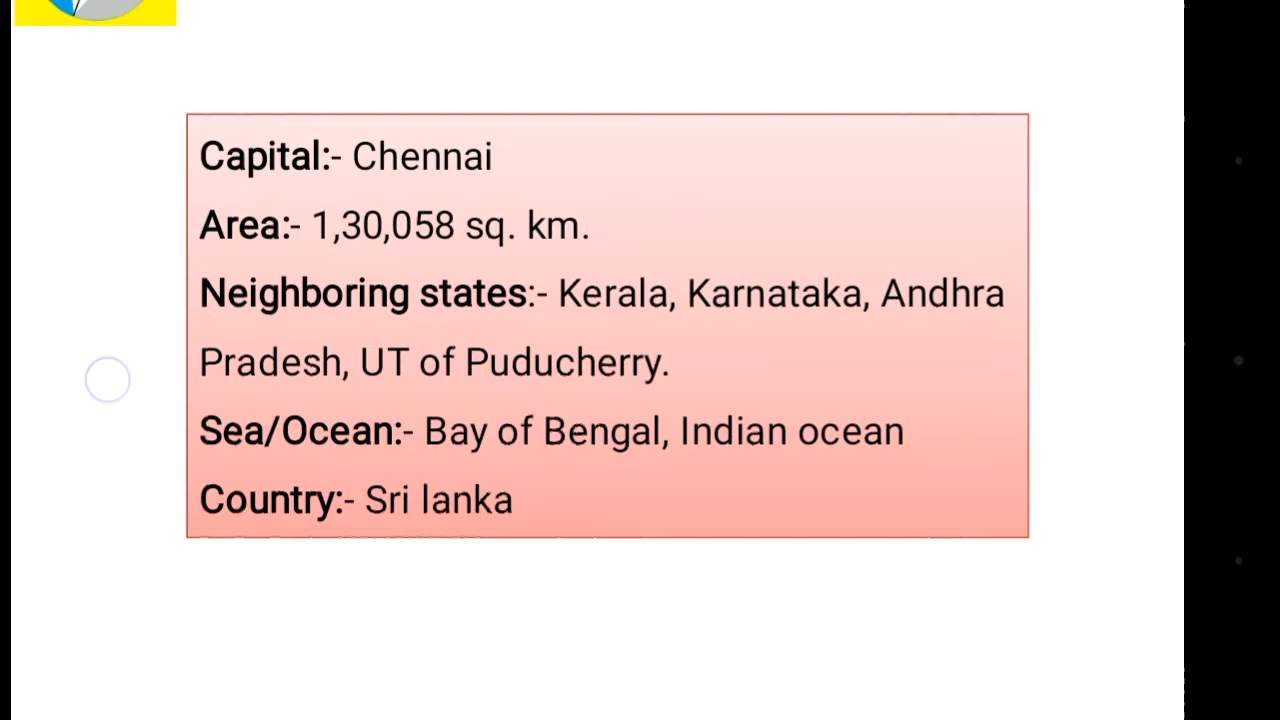 Capital:- Chennai
Area:- 1,30,058 sq. km.
Neighboring states:- Kerala, Karnataka, Andhra
Pradesh, UT of Puducherry.
Sea/Ocean:- Bay of Bengal, Indian ocean
Country:- Sri lanka